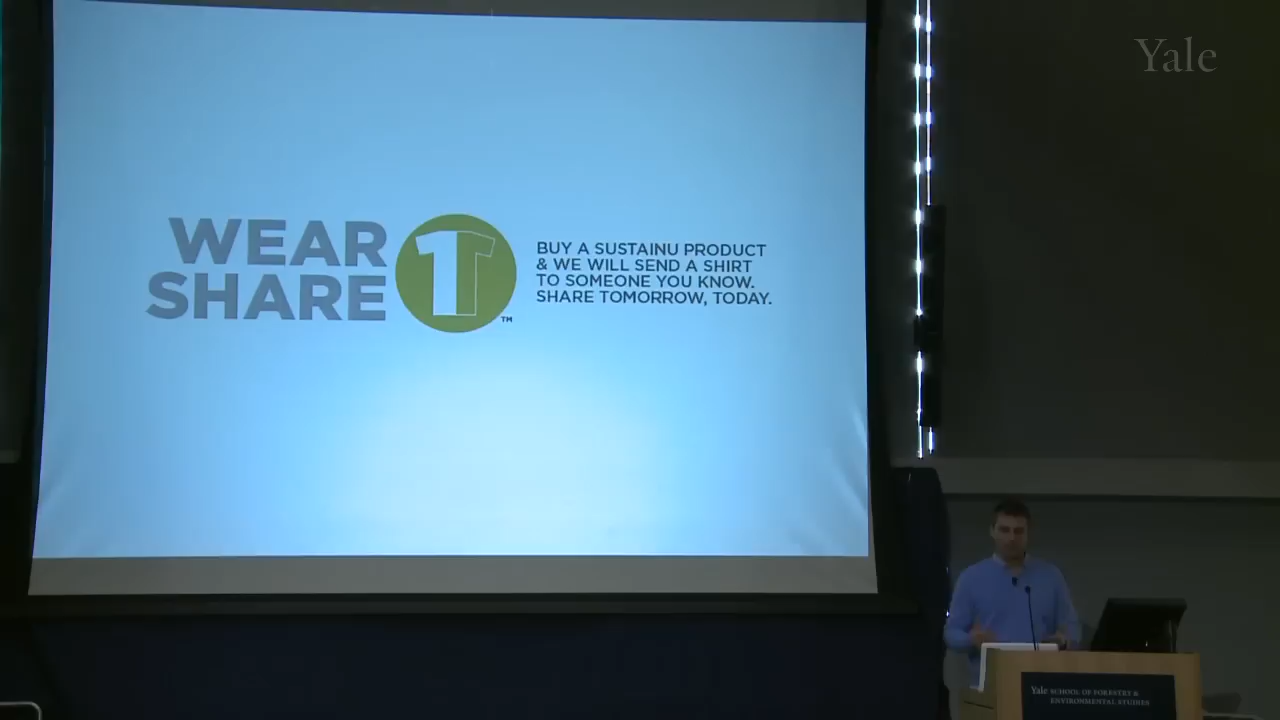 Yale
WEAR
SHARE
1
TM
BUY A SUSTAINU PRODUCT
& WE WILL SEND A SHIRT
TO SOMEONE YOU KNOW.
SHARE TOMORROW, TODAY.
Yale SCHOOL OF FORESTRY &
ENVIRONMENTAL STUDIES